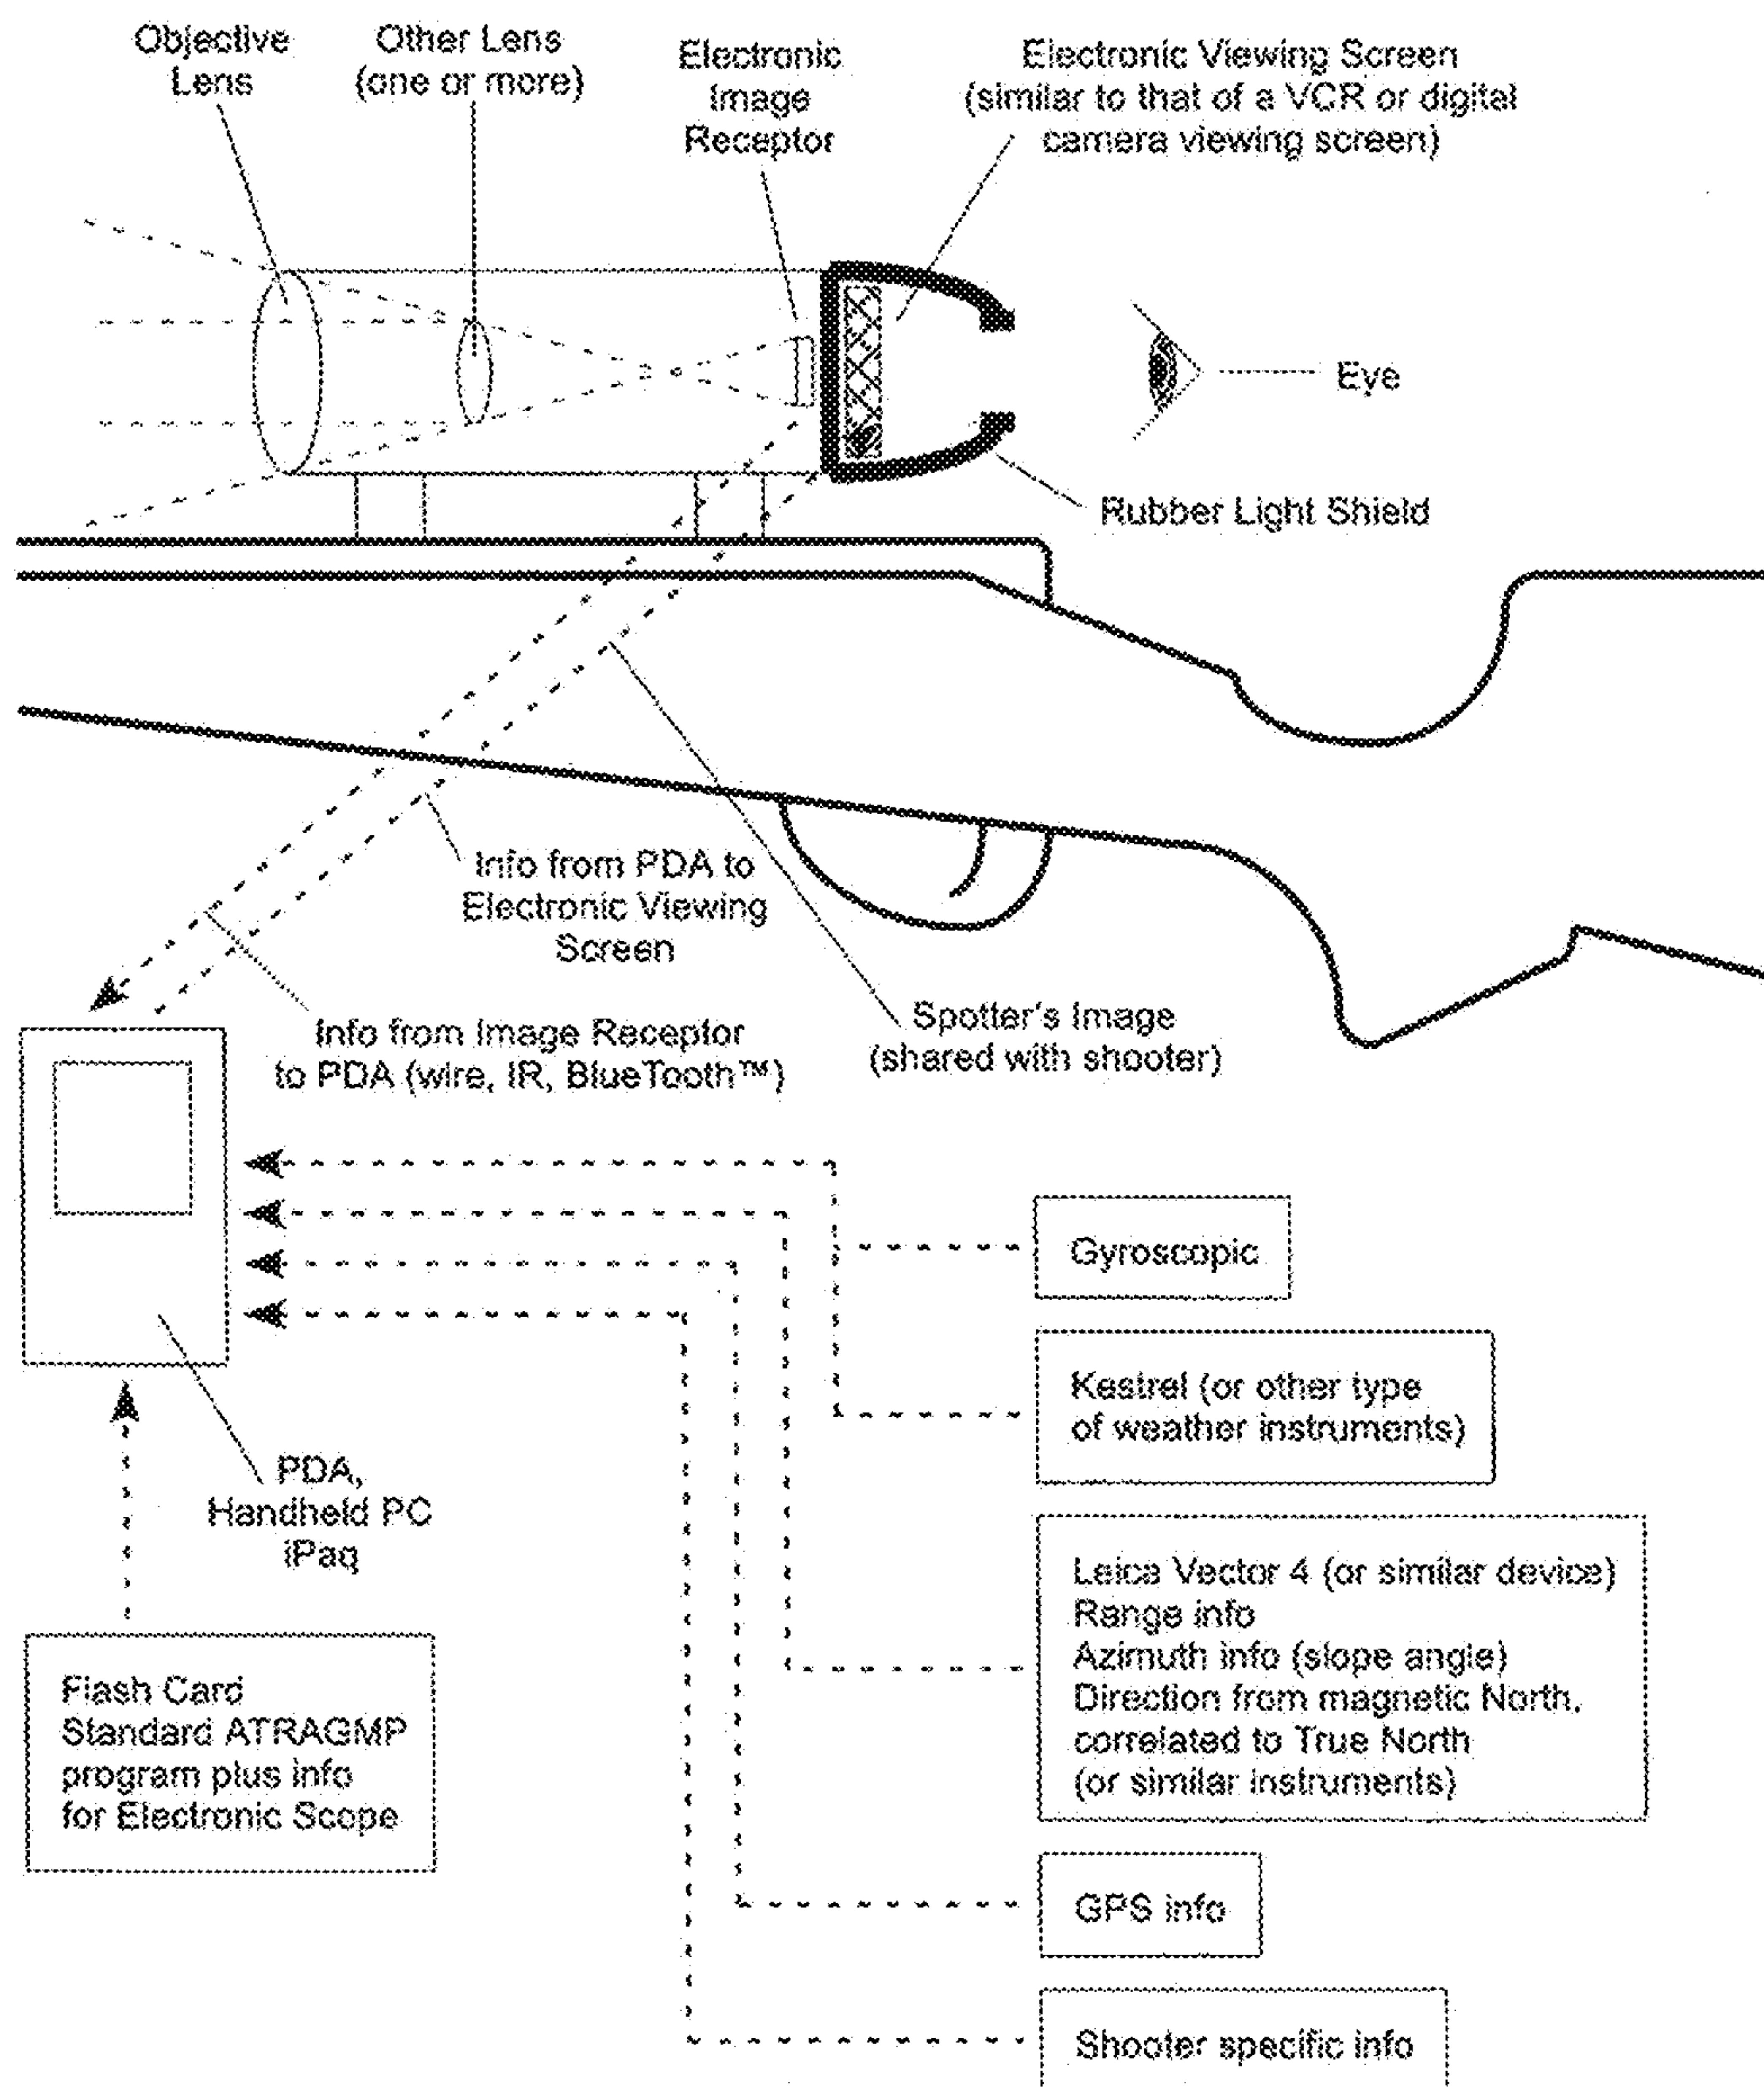 Objective
Lens
Other Lens
(one or more)
Electronic
Image
Receptor
Electronic Viewing Screen
(similar to that of a VCR or digital
camera viewing screen)
Eye
Rubber Light Shield
Info from PDA to
Electronic Viewing
Screen
Info from Image Receptor
to PDA (wire, IR, BlueTooth™)
Spotter's Image
(shared with shooter)
Gyroscopic
Kestrel (or other type
of weather instruments)
PDA,
Handheld PC
iPaq
Leica Vector 4 (or similar device)
Range info
Azimuth info (slope angle)
Direction from magnetic North,
correlated to True North
(or similar instruments)
Flash Card
Standard ATRAGMP
program plus info
for Electronic Scope
GPS info
Shooter specific info